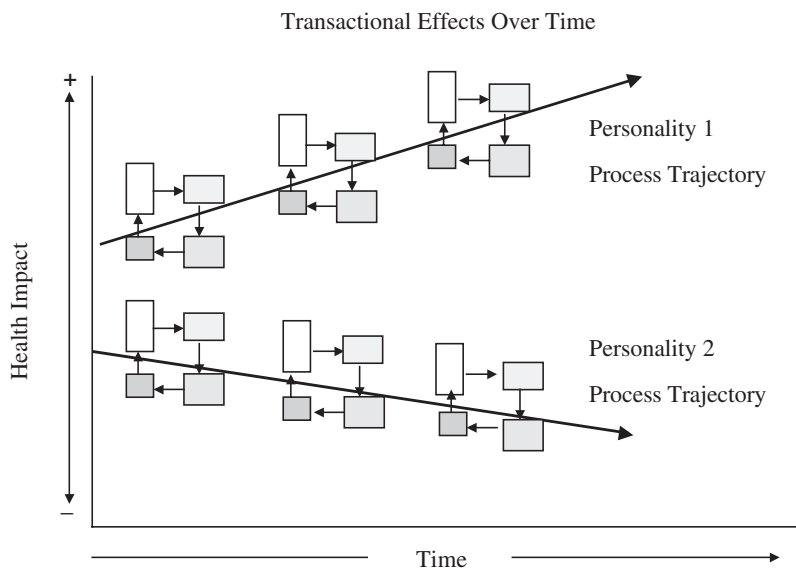 Transactional Effects Over Time
+
Personality 1
Process Trajectory
Health Impact
Personality 2
Process Trajectory
–
Time